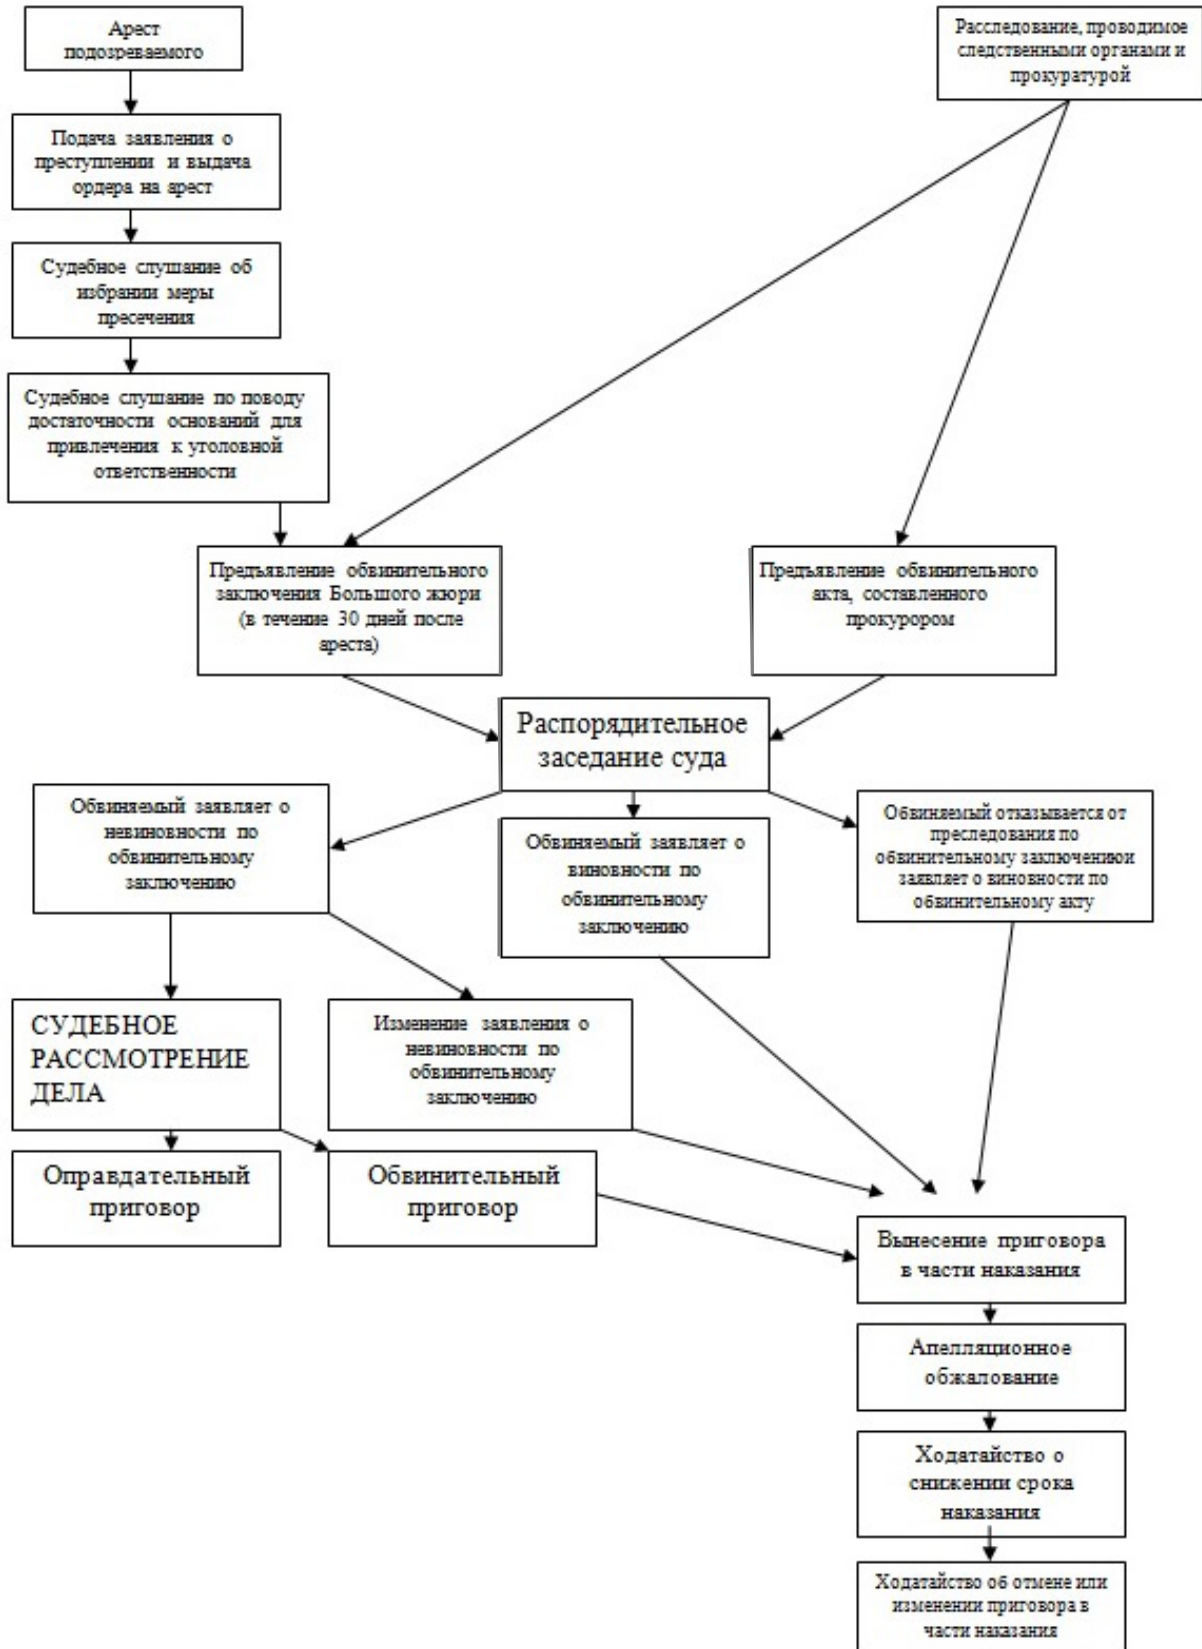 Арест
подозреваемого
Расследование, проводимое
следственными органами и
прокуратурой
Подача заявления о
преступлении и выдача
ордера на арест
Судебное слушание об
избрании меры
пресечения
Судебное слушание по поводу
достаточности оснований для
привлечения к уголовной
ответственности
Предъявление обвинительного
заключения Большого жюри
(в течение 30 дней после
ареста)
Предъявление обвинительного
акта, составленного
прокурором
Распорядительное
заседание суда
Обвиняемый заявляет о
невиновности по
обвинительному
заключению
Обвиняемый заявляет о
виновности по
обвинительному
заключению
Обвиняемый отказывается от
преследования по
обвинительному заключениюи
заявляет о виновности по
обвинительному акту
СУДЕБНОЕ
РАССМОТРЕНИЕ
ДЕЛА
Изменение заявления о
невиновности по
обвинительному
заключению
Оправдательный
приговор
Обвинительный
приговор
Вынесение приговора
в части наказания
Апелляционное
обжалование
Ходатайство о
снижении срока
наказания
Ходатайство об отмене или
изменении приговора в
части наказания